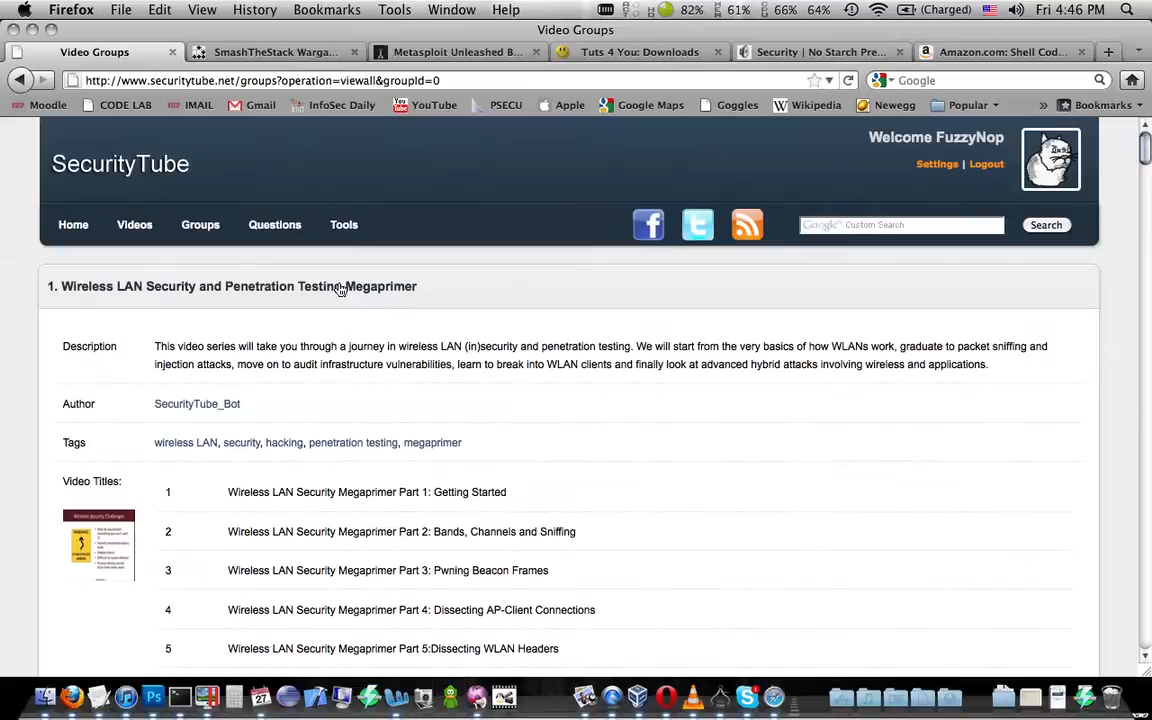 Firefox File Edit View History Bookmarks Tools Window Help 82% 61% 66% 64% (Charged) Fri 4:46 PM
Video Groups
Video Groups SmashTheStack Warga... Metasploit Unleashed B... Tuts 4 You: Downloads Security | No Starch Pre... Amazon.com: Shell Cod...
http://www.securitytube.net/groups?operation=viewall&groupId=0 Google
Moodle CODE LAB IMAIL Gmail InfoSec Daily YouTube PSECU Apple Google Maps Goggles Wikipedia Newegg Popular » Bookmarks
Welcome FuzzyNop
SecurityTube
Settings | Logout
Home Videos Groups Questions Tools Google Custom Search Search
1. Wireless LAN Security and Penetration Testing Megaprimer
Description This video series will take you through a journey in wireless LAN (in)security and penetration testing. We will start from the very basics of how WLANs work, graduate to packet sniffing and
injection attacks, move on to audit infrastructure vulnerabilities, learn to break into WLAN clients and finally look at advanced hybrid attacks involving wireless and applications.
Author SecurityTube_Bot
Tags wireless LAN, security, hacking, penetration testing, megaprimer
Video Titles:
1 Wireless LAN Security Megaprimer Part 1: Getting Started
2 Wireless LAN Security Megaprimer Part 2: Bands, Channels and Sniffing
3 Wireless LAN Security Megaprimer Part 3: Pwning Beacon Frames
4 Wireless LAN Security Megaprimer Part 4: Dissecting AP-Client Connections
5 Wireless LAN Security Megaprimer Part 5:Dissecting WLAN Headers